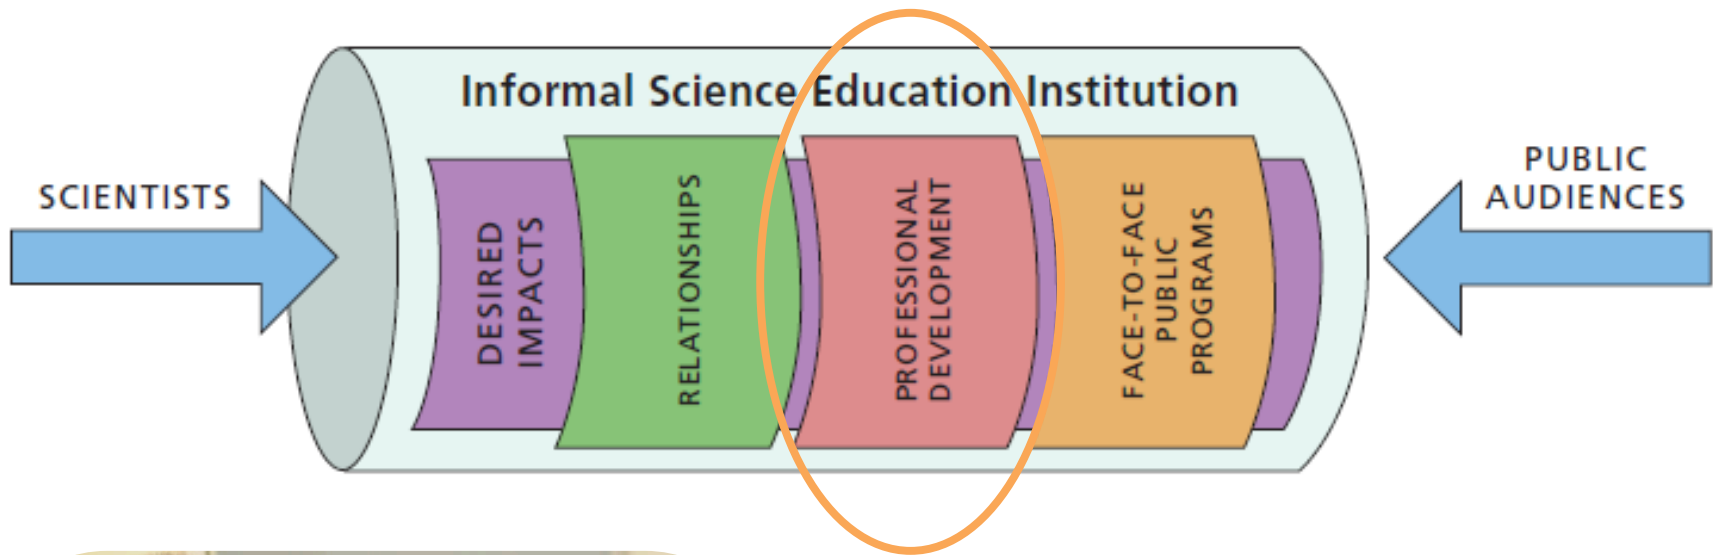 Informal Science Education Institution
SCIENTISTS
DESIRED
IMPACTS
RELATIONSHIPS
PROFESSIONAL
DEVELOPMENT
FACE-TO-FACE
PUBLIC
PROGRAMS
PUBLIC
AUDIENCES